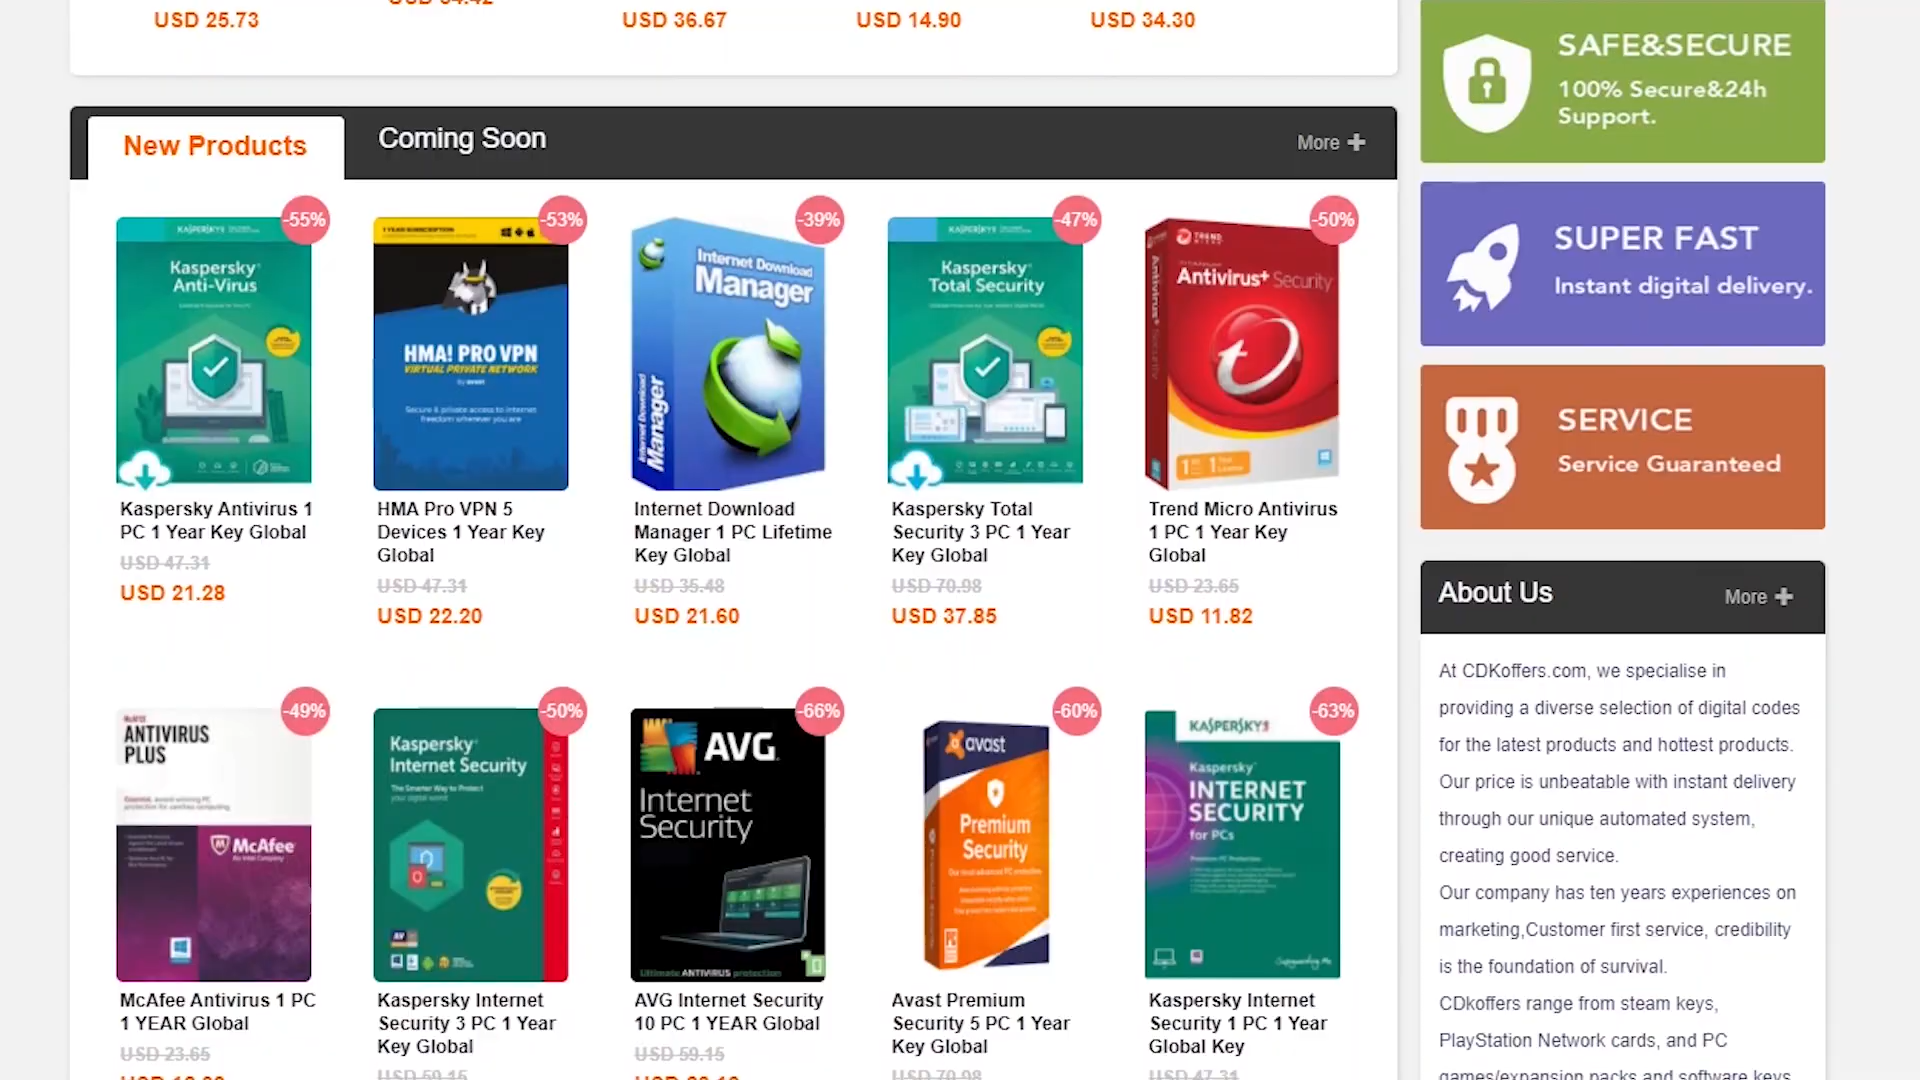 USD 25.73
USD 36.67
USD 14.90
USD 34.30
New Products
Coming Soon
More
-55%
-53%
-39%
-47%
-50%
Kaspersky
Anti-Virus
1 YEAR SUBSCRIPTION
HMA! PRO VPN
VIRTUAL PRIVATE NETWORK
By avast
Secure & private access to internet
freedom wherever you are
Internet Download
Manager
Internet Download
Manager
Kaspersky
Total Security
TREND
MICRO
Antivirus+ Security
Antivirus+ Security
Kaspersky Antivirus 1
PC 1 Year Key Global
USD 47.31
USD 21.28
HMA Pro VPN 5
Devices 1 Year Key
Global
USD 47.31
USD 22.20
Internet Download
Manager 1 PC Lifetime
Key Global
USD 35.48
USD 21.60
Kaspersky Total
Security 3 PC 1 Year
Key Global
USD 70.98
USD 37.85
Trend Micro Antivirus
1 PC 1 Year Key
Global
USD 23.65
USD 11.82
-49%
-50%
-66%
-60%
-63%
McAfee
ANTIVIRUS
PLUS
McAfee
Kaspersky
Internet Security
The Smarter Way to Protect
your digital world
AVG
Internet
Security
Ultimate ANTIVIRUS protection
avast
Premium
Security
KASPERSKY
Kaspersky
INTERNET
SECURITY
for PCs
McAfee Antivirus 1 PC
1 YEAR Global
USD 23.65
Kaspersky Internet
Security 3 PC 1 Year
Key Global
USD 59.15
AVG Internet Security
10 PC 1 YEAR Global
USD 59.15
Avast Premium
Security 5 PC 1 Year
Key Global
USD 70.98
Kaspersky Internet
Security 1 PC 1 Year
Global Key
USD 47.31
SAFE&SECURE
100% Secure&24h
Support.
SUPER FAST
Instant digital delivery.
SERVICE
Service Guaranteed
About Us
More
At CDKoffers.com, we specialise in
providing a diverse selection of digital codes
for the latest products and hottest products.
Our price is unbeatable with instant delivery
through our unique automated system,
creating good service.
Our company has ten years experiences on
marketing,Customer first service, credibility
is the foundation of survival.
CDkoffers range from steam keys,
PlayStation Network cards, and PC
games/expansion packs and software keys